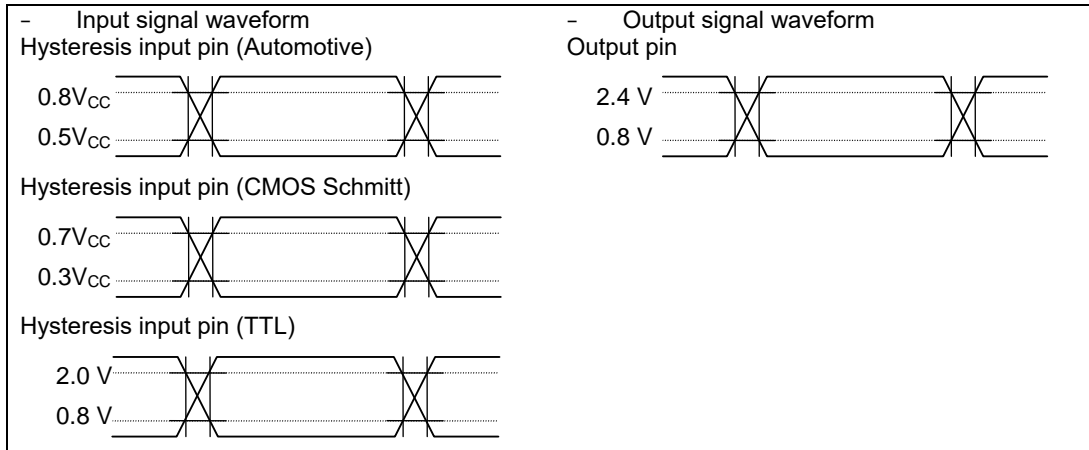 – Input signal waveform
Hysteresis input pin (Automotive)
0.8VCC
0.5VCC
Hysteresis input pin (CMOS Schmitt)
0.7VCC
0.3VCC
Hysteresis input pin (TTL)
2.0 V
0.8 V
– Output signal waveform
Output pin
2.4 V
0.8 V